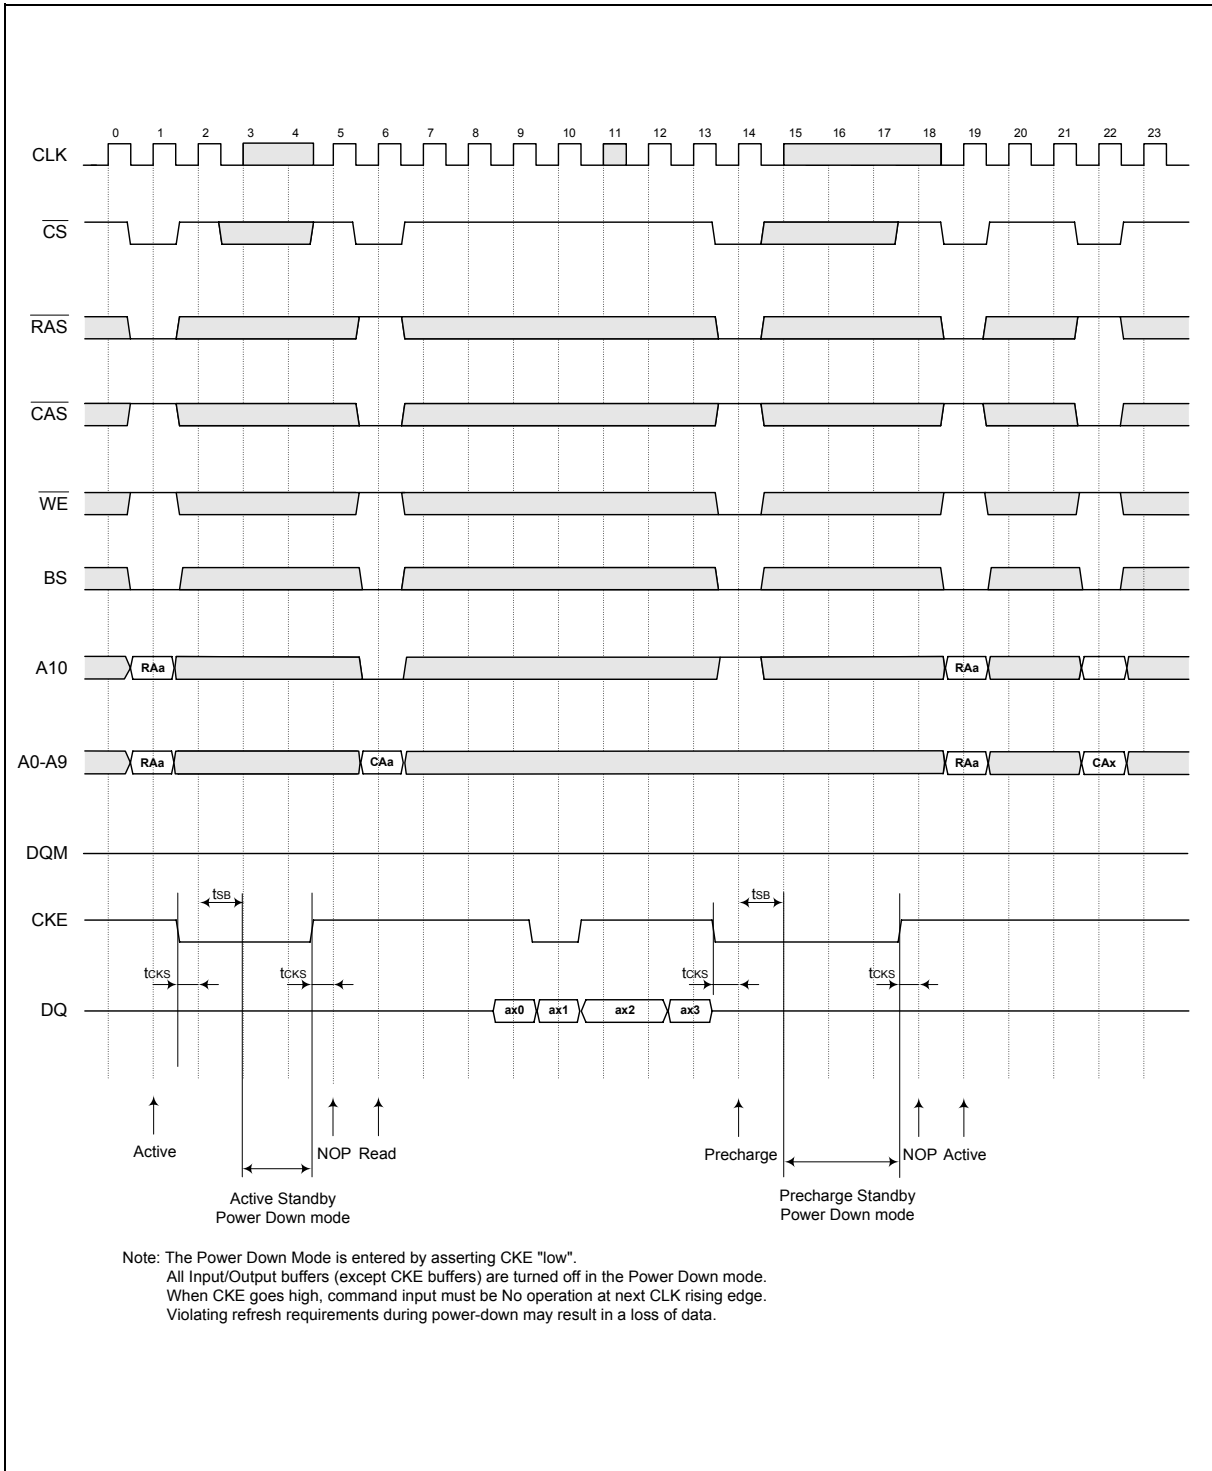 0 1 2 3 4 5 6 7 8 9 10 11 12 13 14 15 16 17 18 19 20 21 22 23
CLK
CS
RAS
CAS
WE
BS
A10 RAa RAa
A0-A9 RAa CAa RAa CAx
DQM
tSB tSB
CKE
tCKS tCKS tCKS tCKS
DQ ax0 ax1 ax2 ax3
Active NOP Read Precharge NOP Active
Active Standby
Power Down mode
Precharge Standby
Power Down mode
Note: The Power Down Mode is entered by asserting CKE "low".
All Input/Output buffers (except CKE buffers) are turned off in the Power Down mode.
When CKE goes high, command input must be No operation at next CLK rising edge.
Violating refresh requirements during power-down may result in a loss of data.